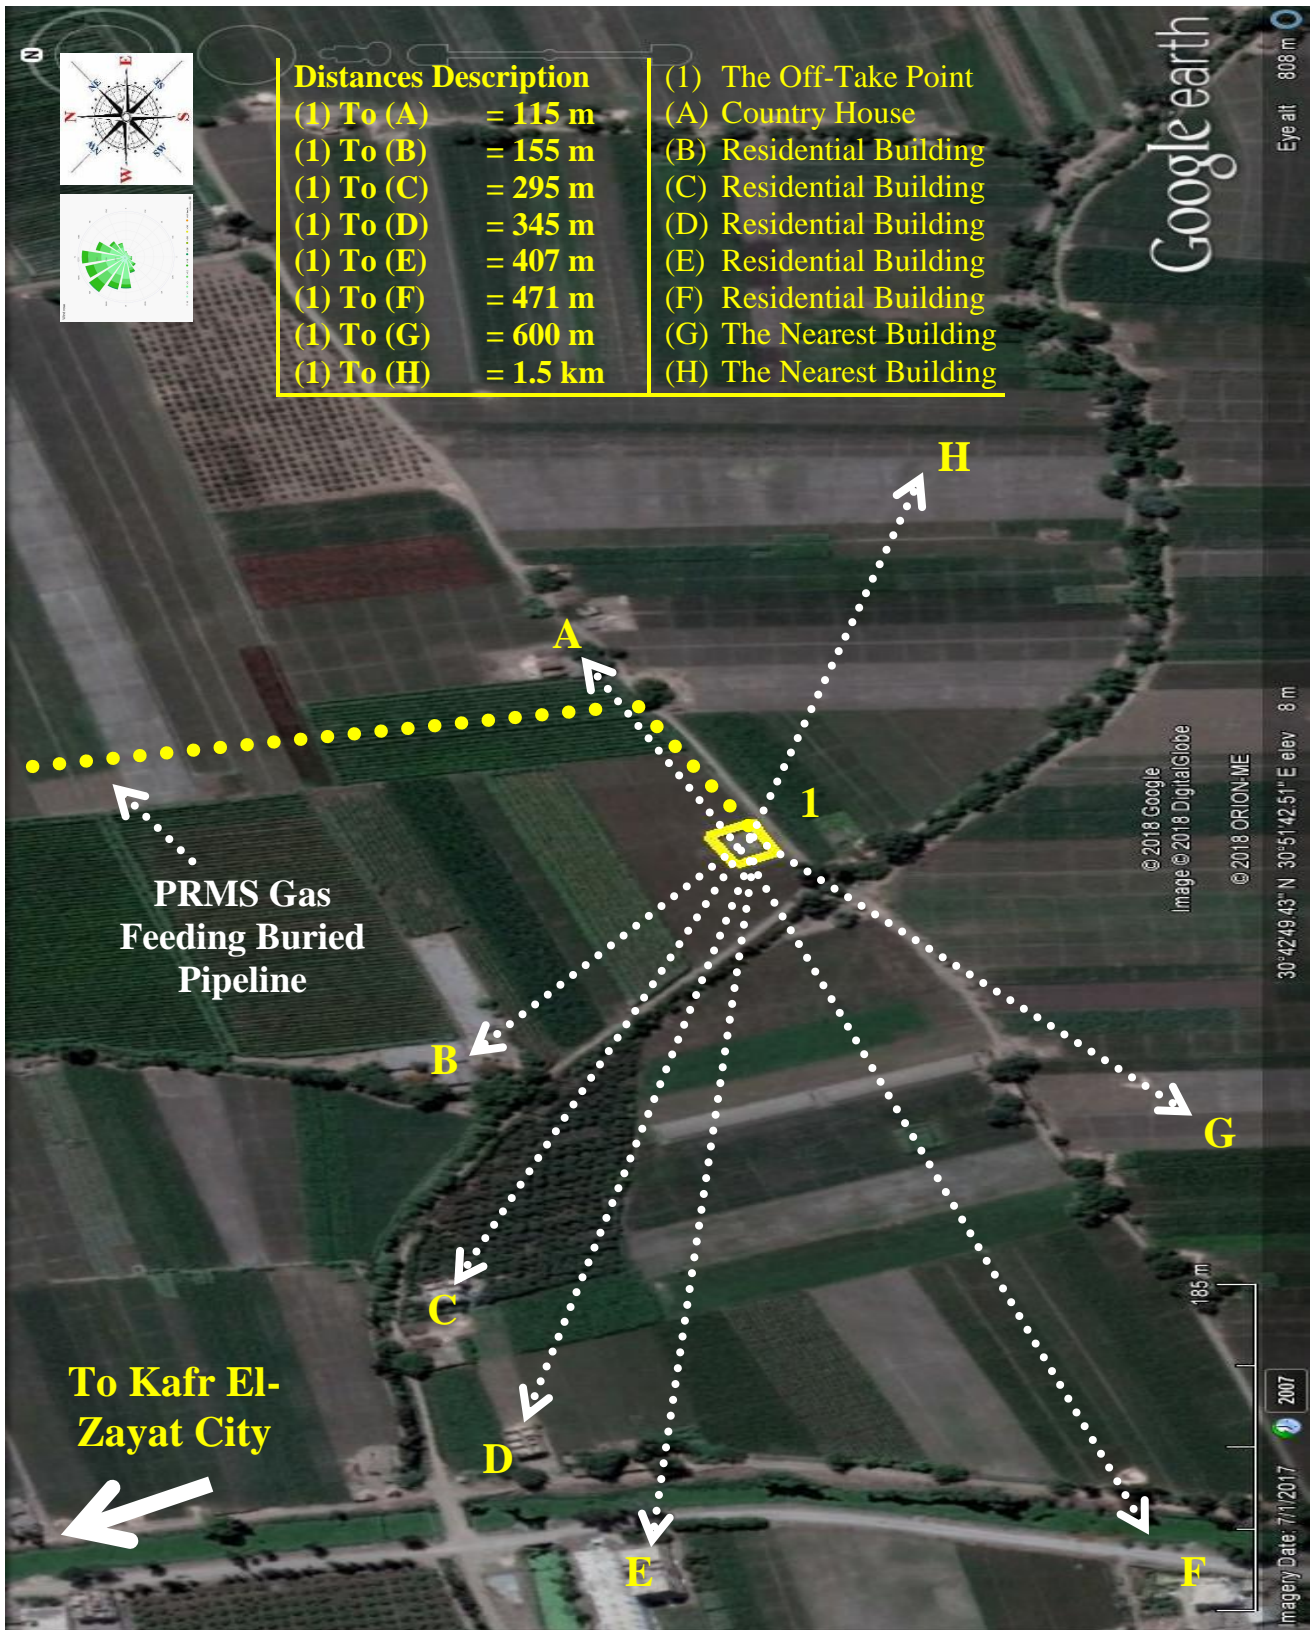 N
N
NE
E
SE
S
SW
W
NW
Distances Description
(1) To (A) = 115 m
(1) To (B) = 155 m
(1) To (C) = 295 m
(1) To (D) = 345 m
(1) To (E) = 407 m
(1) To (F) = 471 m
(1) To (G) = 600 m
(1) To (H) = 1.5 km
(1) The Off-Take Point
(A) Country House
(B) Residential Building
(C) Residential Building
(D) Residential Building
(E) Residential Building
(F) Residential Building
(G) The Nearest Building
(H) The Nearest Building
Google earth
Eye alt 808 m
H
A
1
PRMS Gas
Feeding Buried
Pipeline
B
G
C
D
E
F
To Kafr El-
Zayat City
© 2018 Google
Image © 2018 DigitalGlobe
© 2018 ORION-ME
30°42'49.43" N 30°51'42.51" E elev 8 m
185 m
Imagery Date: 7/1/2017
2007